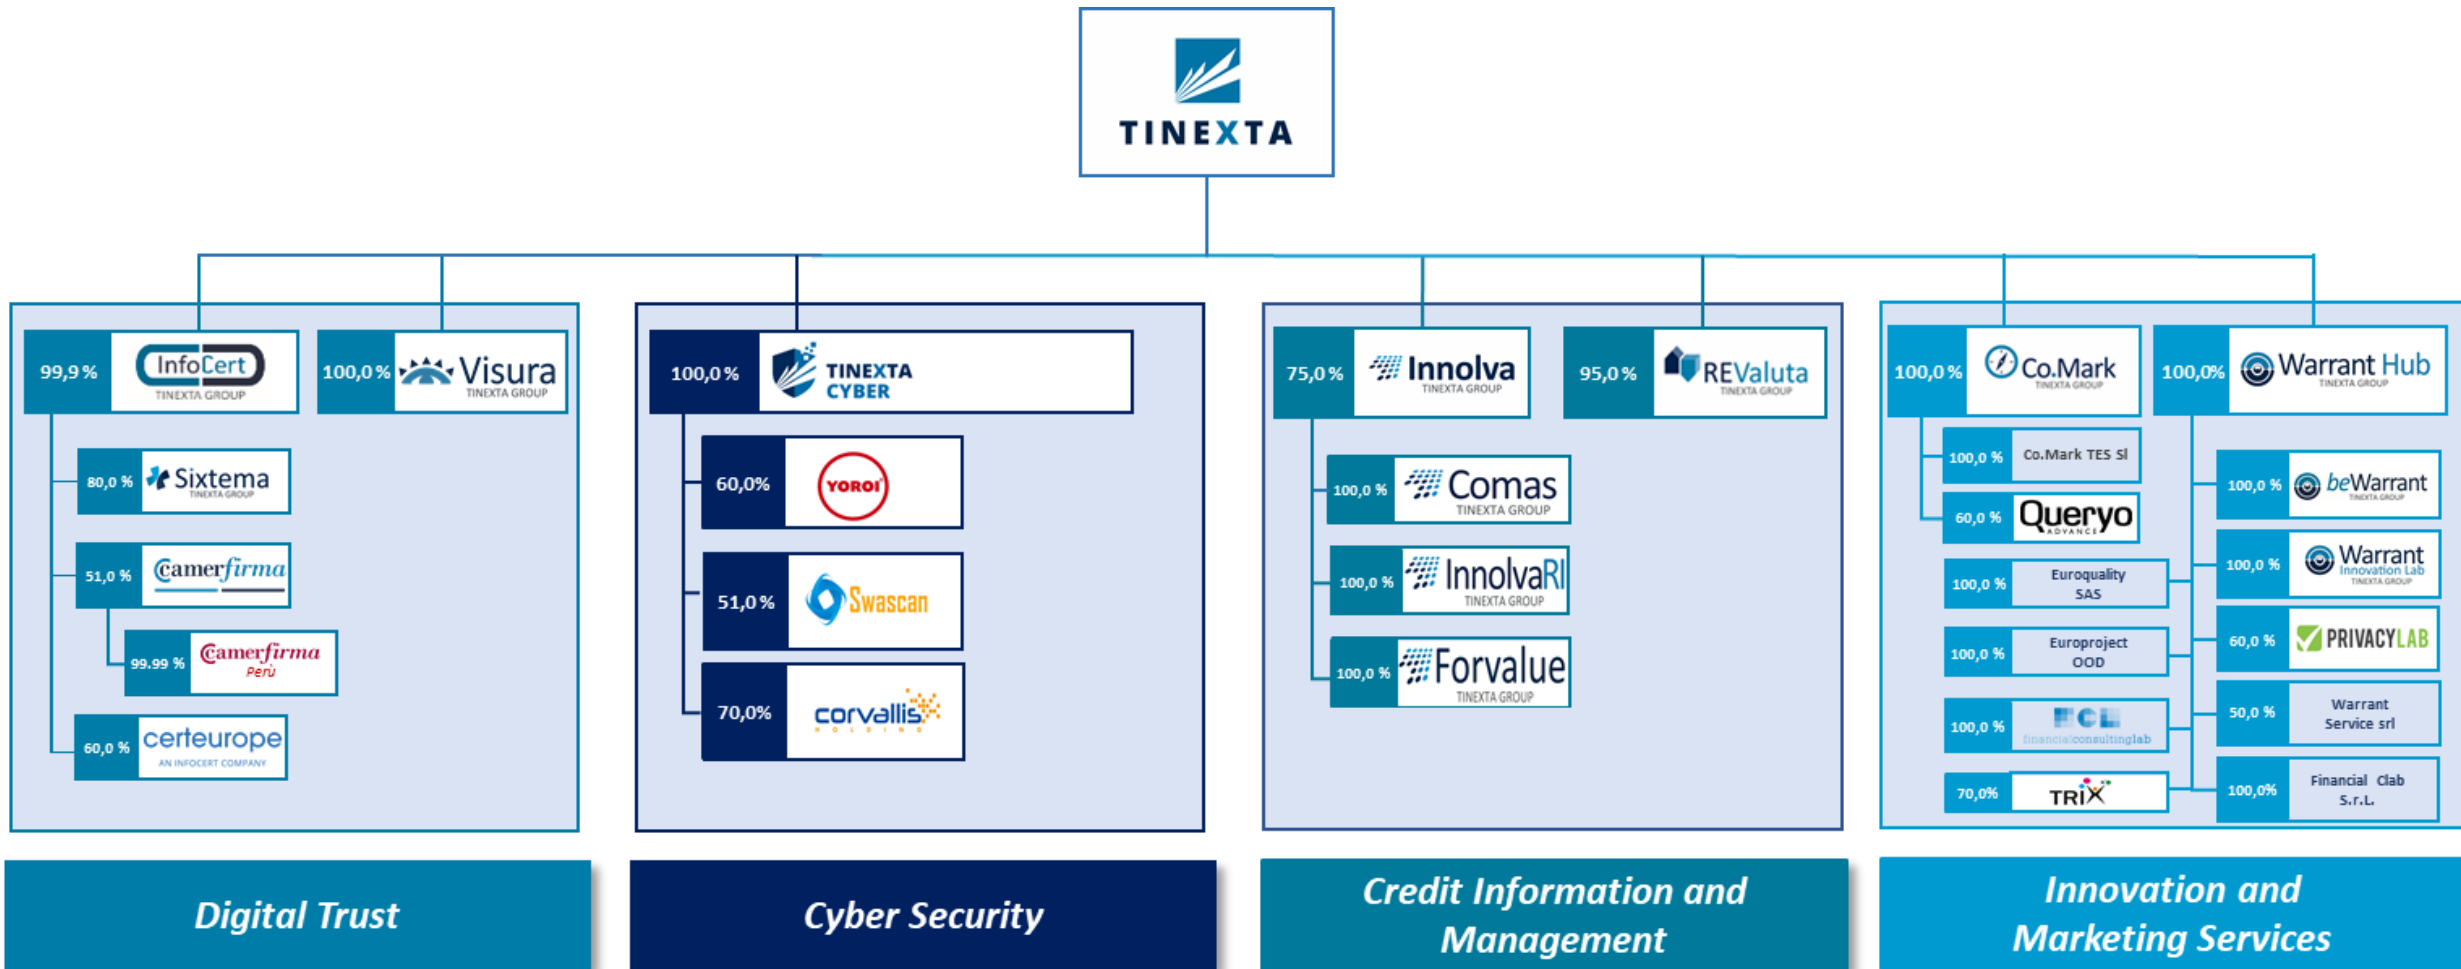 TINEXTA
99,9 %
InfoCert
TINEXTA GROUP
100,0 %
Visura
TINEXTA GROUP
80,0 %
Sixtema
TINEXTA GROUP
51,0 %
Camerfirma
99.99 %
Camerfirma
Perù
60,0 %
certeurope
AN INFOCERT COMPANY
Digital Trust
100,0 %
TINEXTA
CYBER
60,0%
YOROI
51,0 %
Swascan
70,0%
corvallis
HOLDING
Cyber Security
75,0 %
Innolva
TINEXTA GROUP
95,0 %
REValuta
TINEXTA GROUP
100,0 %
Comas
TINEXTA GROUP
100,0 %
InnolvaRI
TINEXTA GROUP
100,0 %
Forvalue
TINEXTA GROUP
Credit Information and
Management
100,0 %
Co.Mark
TINEXTA GROUP
100,0 %
Co.Mark TES Sl
60,0 %
Queryo
ADVANCE
100,0%
Warrant Hub
TINEXTA GROUP
100,0 %
beWarrant
TINEXTA GROUP
100,0 %
Warrant
Innovation Lab
TINEXTA GROUP
60,0 %
PRIVACYLAB
50,0 %
Warrant
Service srl
100,0%
Financial Clab
S.r.L.
100,0 %
Euroquality
SAS
100,0 %
Europroject
OOD
100,0 %
FCL
financialconsultinglab
70,0%
TRIX
Innovation and
Marketing Services